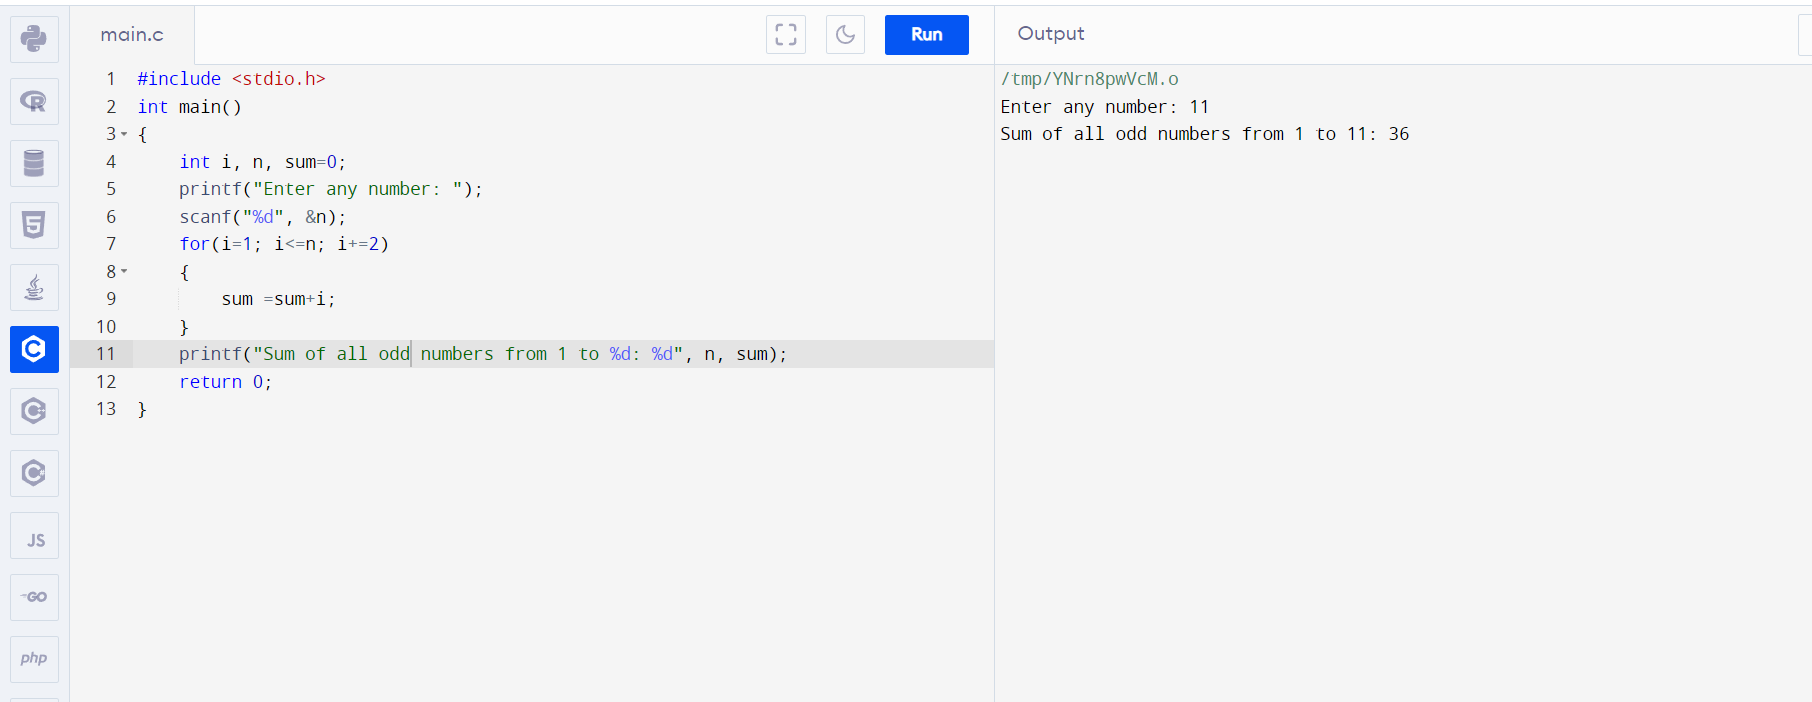 main.c
Run
Output
1 #include <stdio.h>
2 int main()
3 {
4     int i, n, sum=0;
5     printf("Enter any number: ");
6     scanf("%d", &n);
7     for(i=1; i<=n; i+=2)
8     {
9         sum =sum+i;
10     }
11     printf("Sum of all odd numbers from 1 to %d: %d", n, sum);
12     return 0;
13 }
/tmp/YNrn8pwVcM.o
Enter any number: 11
Sum of all odd numbers from 1 to 11: 36
R
5
C
C
C
JS
GO
php